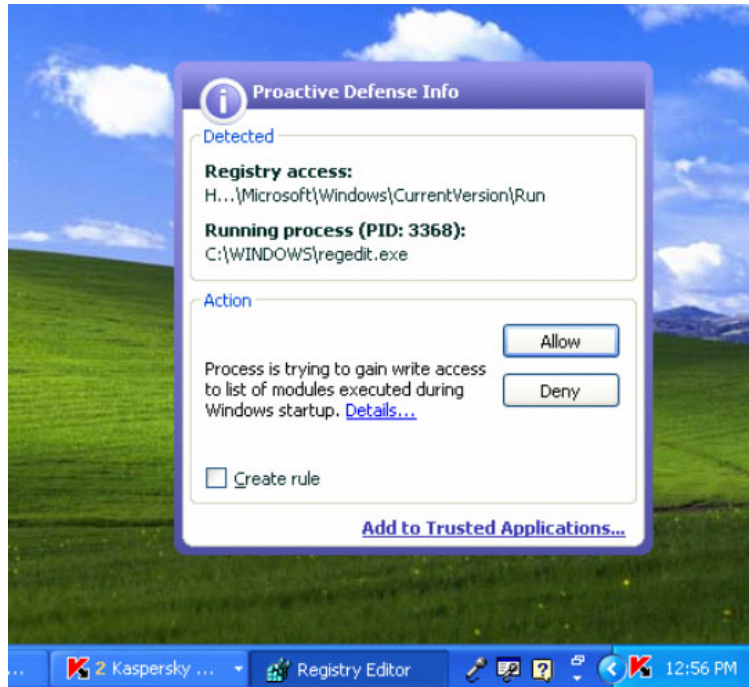 Proactive Defense Info
Detected
Registry access:
H...\Microsoft\Windows\CurrentVersion\Run
Running process (PID: 3368):
C:\WINDOWS\regedit.exe
Action
Process is trying to gain write access
to list of modules executed during
Windows startup. Details...
Allow
Deny
Create rule
Add to Trusted Applications...
... 2 Kaspersky ... Registry Editor 12:56 PM